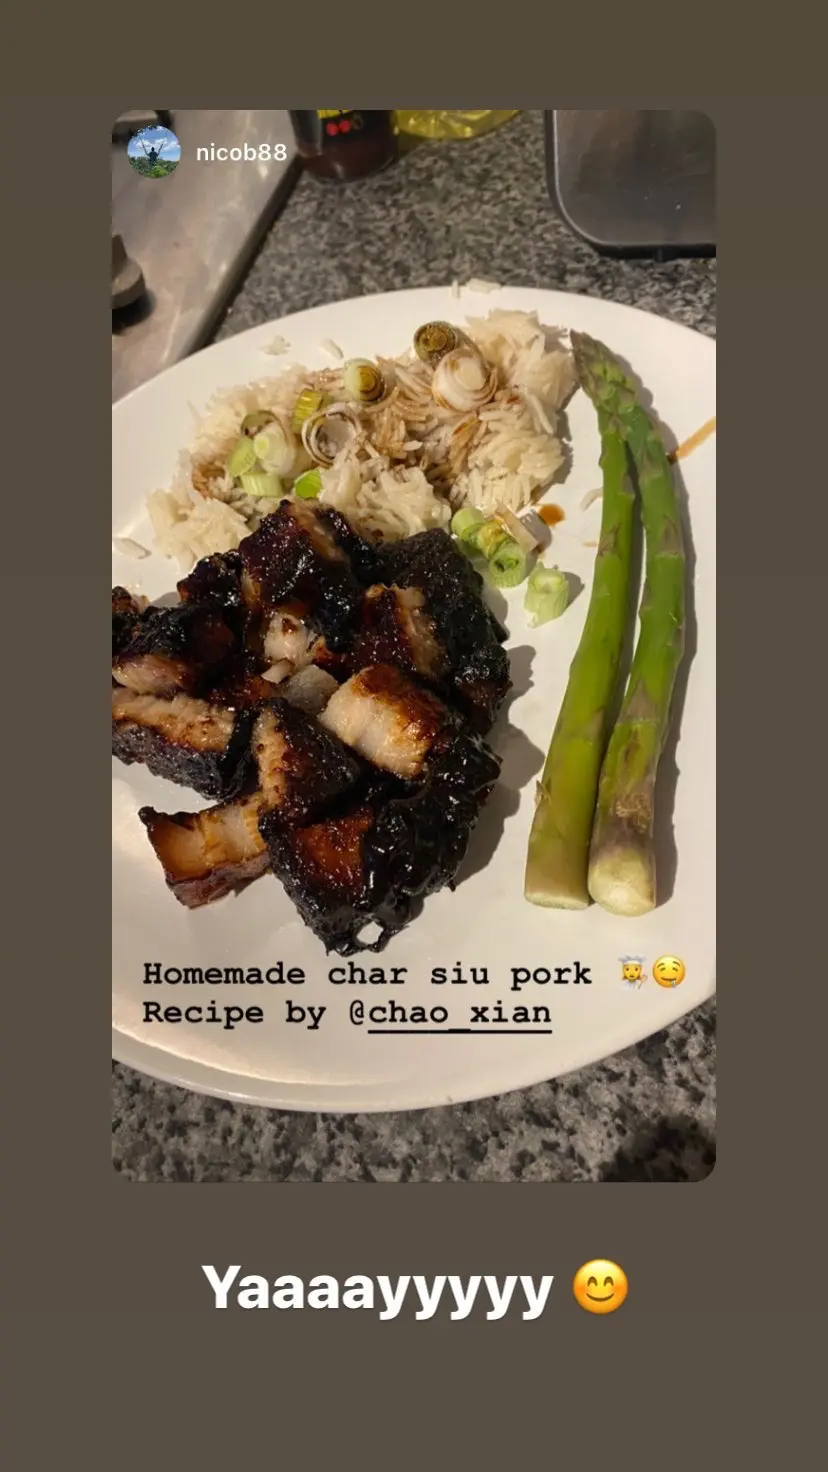 nicob88
Homemade char siu pork 👩‍🍳🤤
Recipe by @chao_xian
Yaaaayyyyy 😊